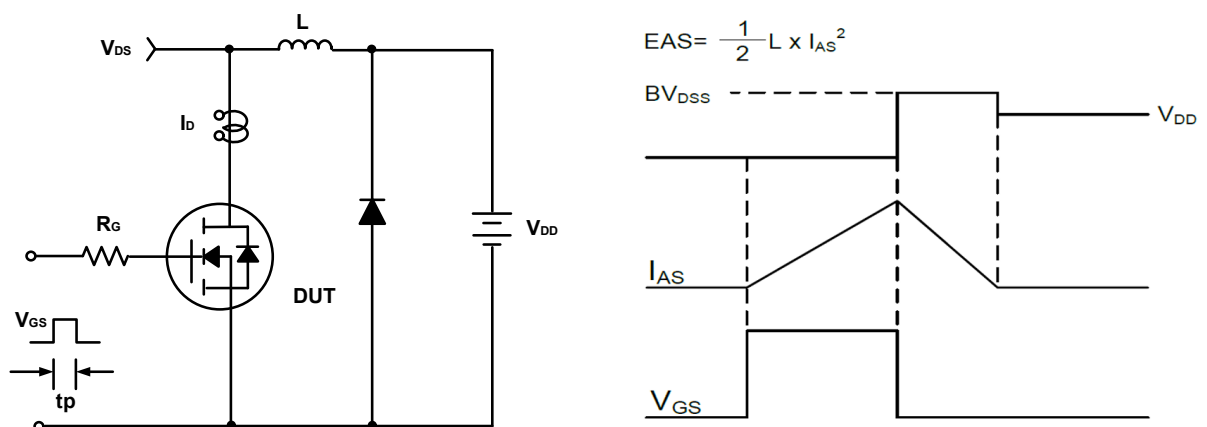 L
VDS
ID
RG
VDD
DUT
VGS
tp
EAS= 1/2 L x IAS²
BVDSS
VDD
IAS
VGS